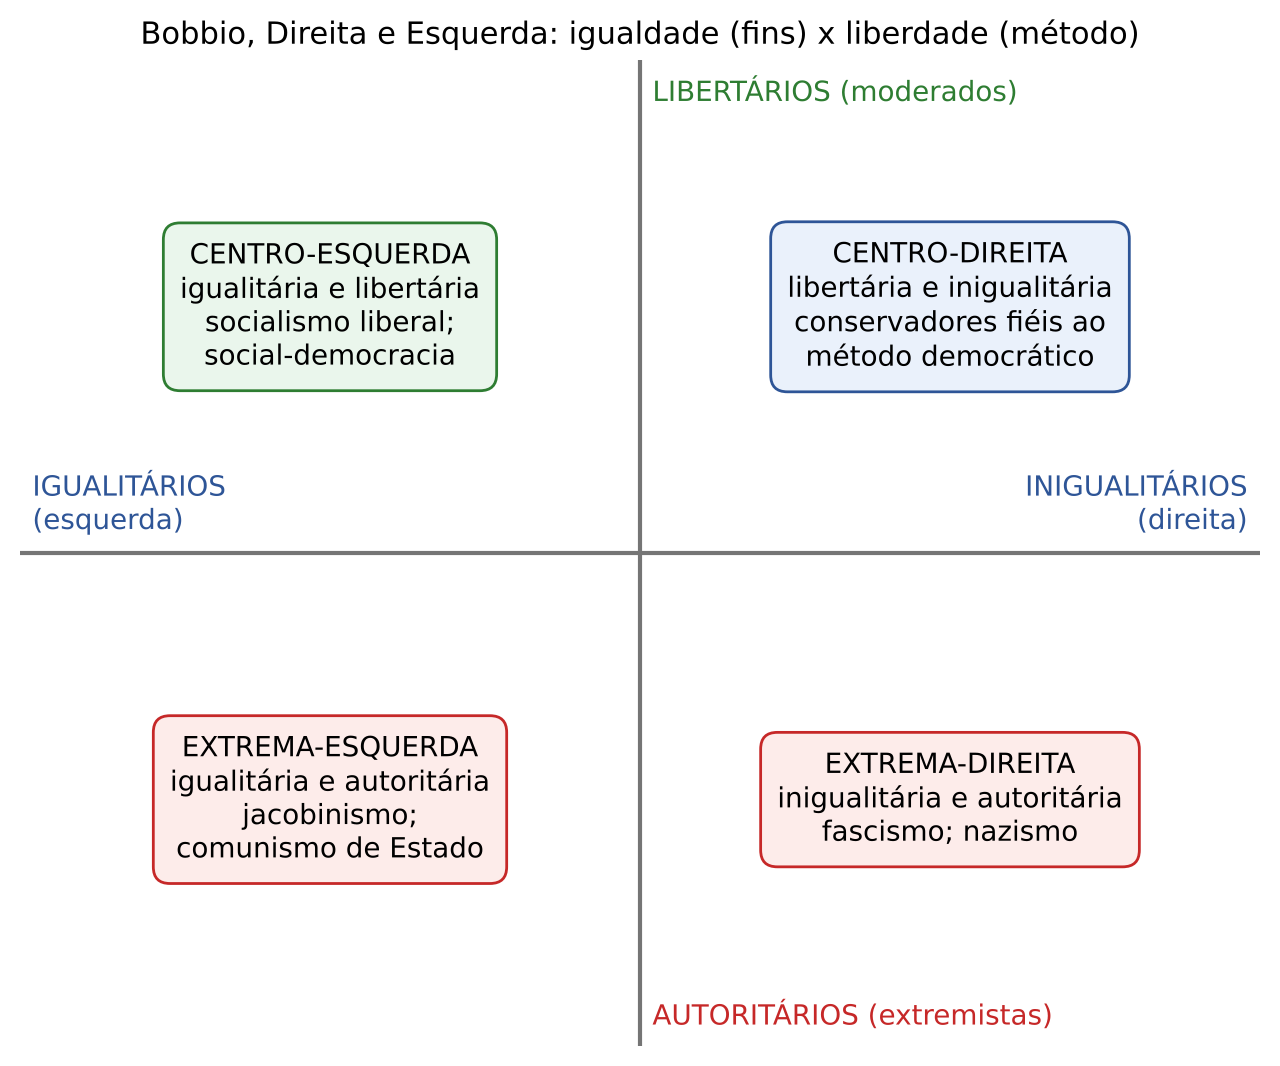 Bobbio, Direita e Esquerda: igualdade (fins) x liberdade (método)
LIBERTÁRIOS (moderados)
CENTRO-ESQUERDA
igualitária e libertária
socialismo liberal;
social-democracia
CENTRO-DIREITA
libertária e inigualitária
conservadores fiéis ao
método democrático
IGUALITÁRIOS
(esquerda)
INIGUALITÁRIOS
(direita)
EXTREMA-ESQUERDA
igualitária e autoritária
jacobinismo;
comunismo de Estado
EXTREMA-DIREITA
inigualitária e autoritária
fascismo; nazismo
AUTORITÁRIOS (extremistas)